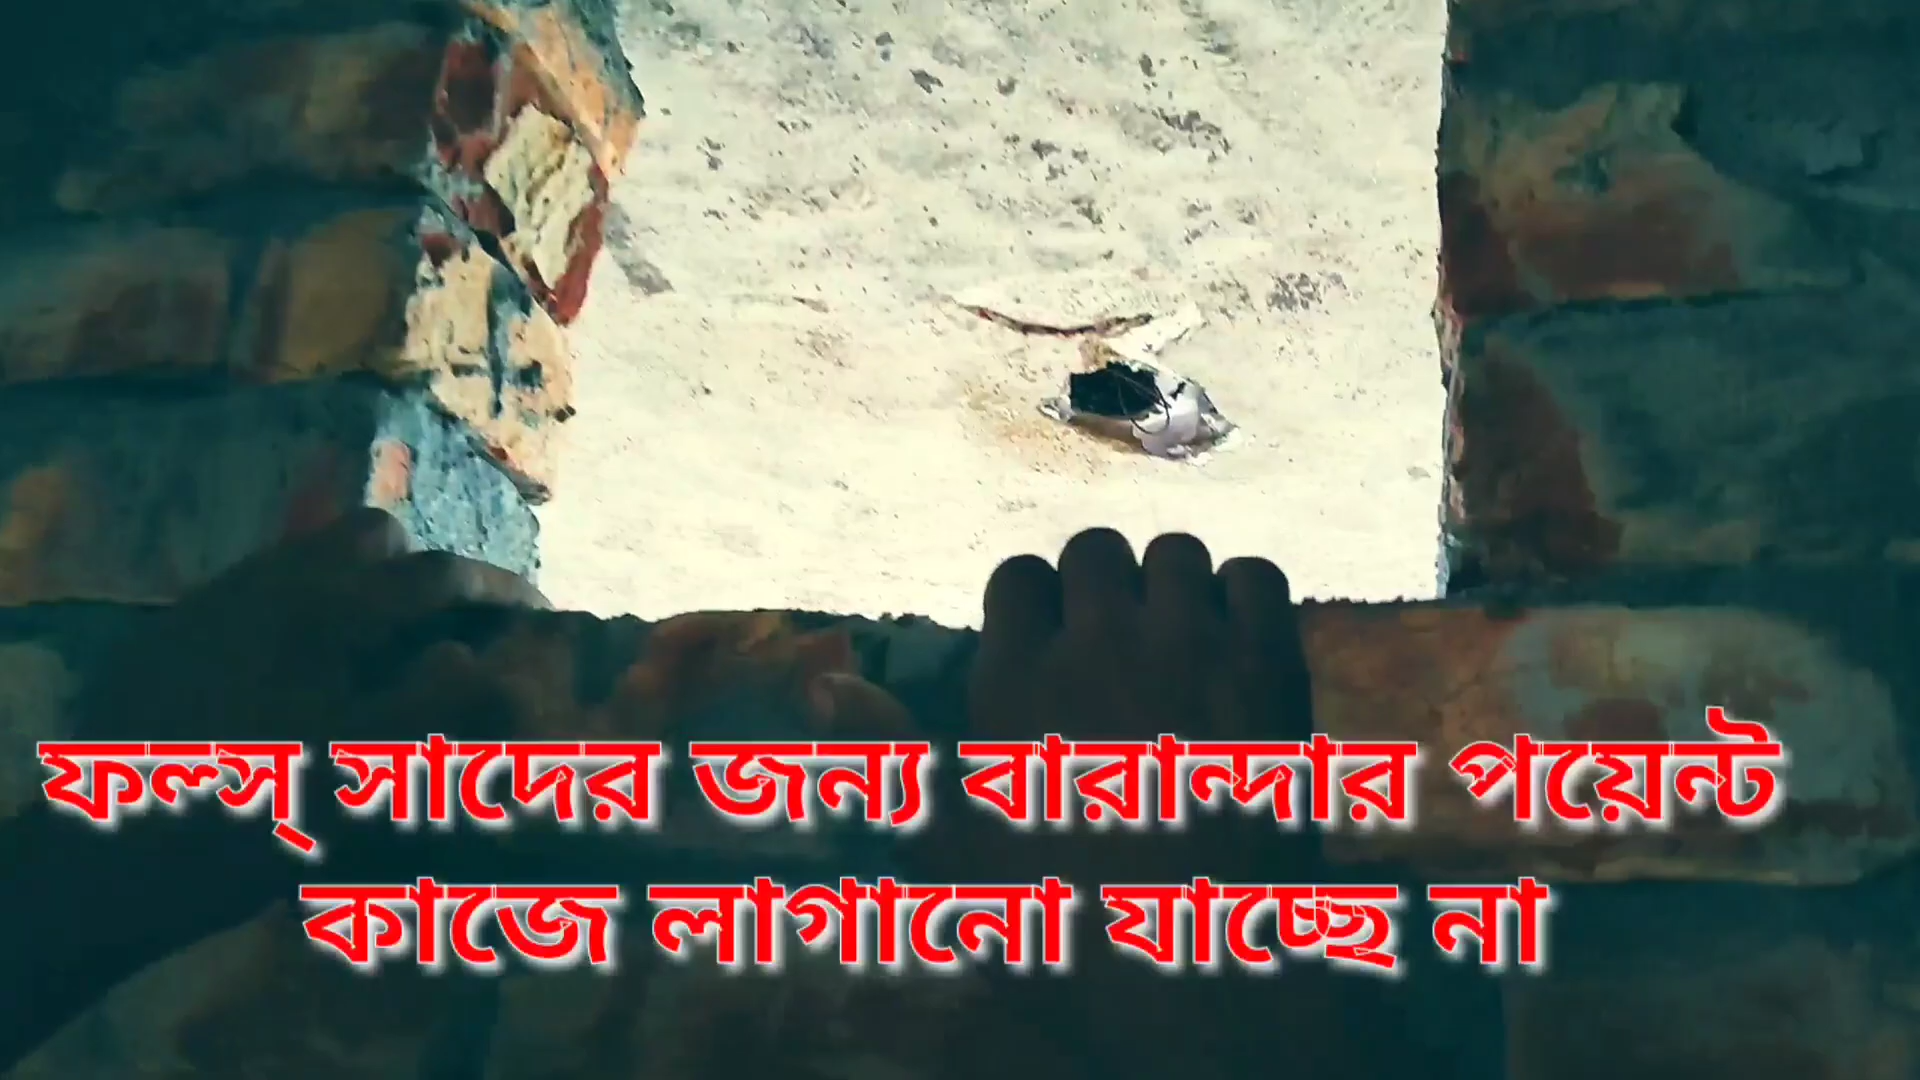 ফল্স্ সাদের জন্য বারান্দার পয়েন্ট
কাজে লাগানো যাচ্ছে না